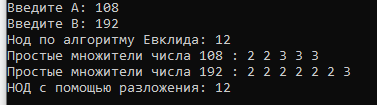 Введите A: 108
Введите B: 192
Нод по алгоритму Евклида: 12
Простые множители числа 108 : 2 2 3 3 3
Простые множители числа 192 : 2 2 2 2 2 2 3
НОД с помощью разложения: 12